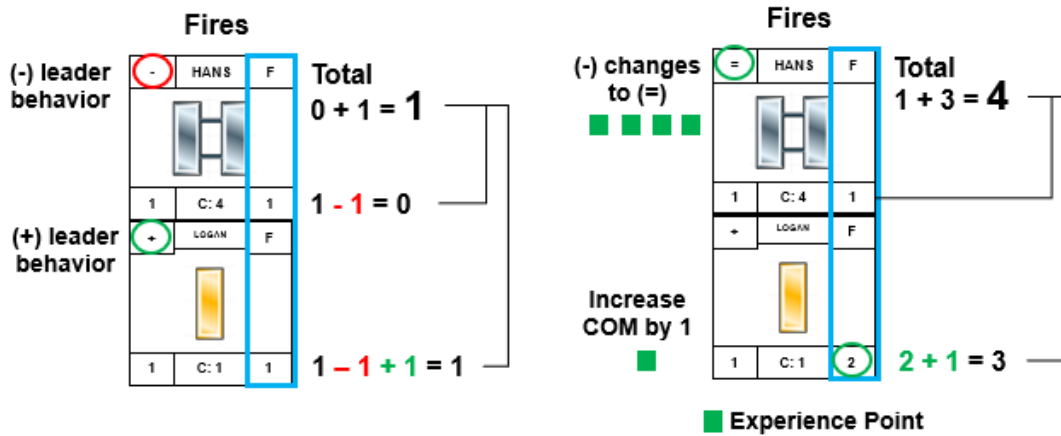 Fires
(-) leader
behavior
- HANS F
Total
0 + 1 = 1
1 C: 4 1
1 - 1 = 0
(+) leader
behavior
+ LOGAN F
1 C: 1 1
1 – 1 + 1 = 1
Fires
(-) changes
to (=)
= HANS F
Total
1 + 3 = 4
1 C: 4 1
+ LOGAN F
Increase
COM by 1
1 C: 1 2
2 + 1 = 3
Experience Point